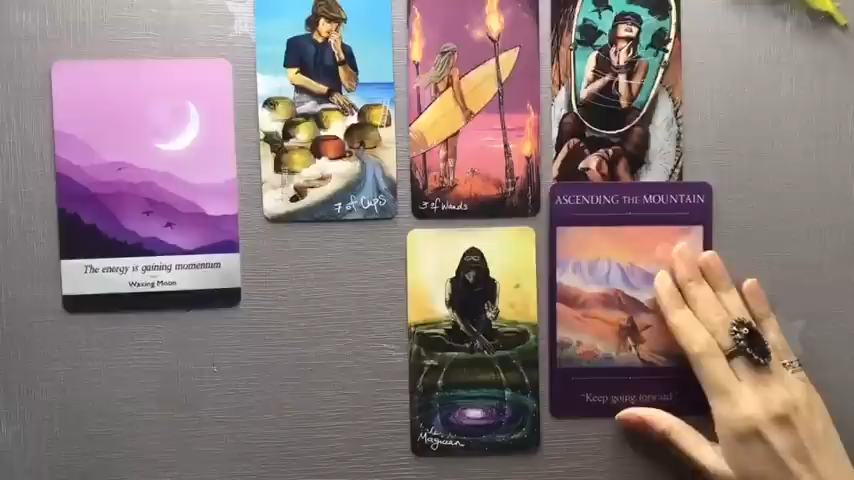 The energy is gaining momentum
Waxing Moon
7 of Cups
3 of Wands
ASCENDING THE MOUNTAIN
"Keep going forward"
Magician